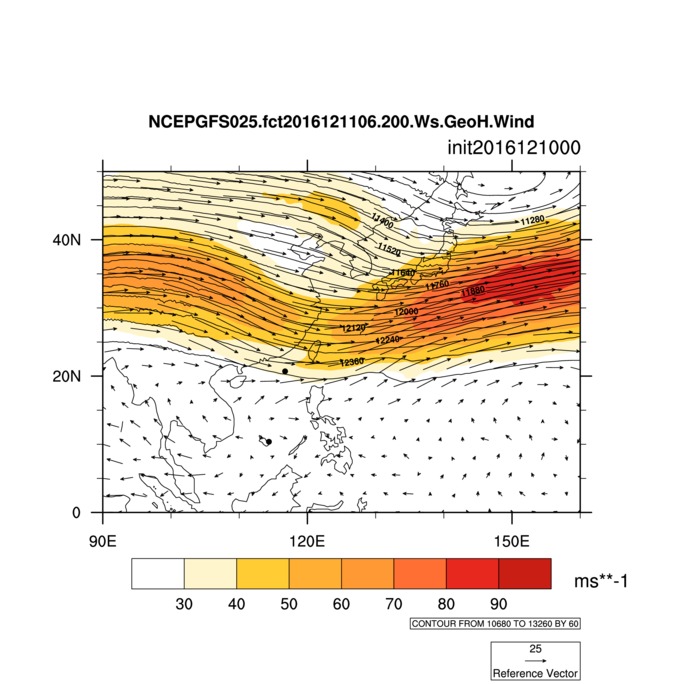 NCEPGFS025.fct2016121106.200.Ws.GeoH.Wind
init2016121000
11400
11280
11520
11640
11760
11880
12000
12120
12240
12360
40N
20N
0
90E 120E 150E
30 40 50 60 70 80 90
ms**-1
CONTOUR FROM 10680 TO 13260 BY 60
25
Reference Vector